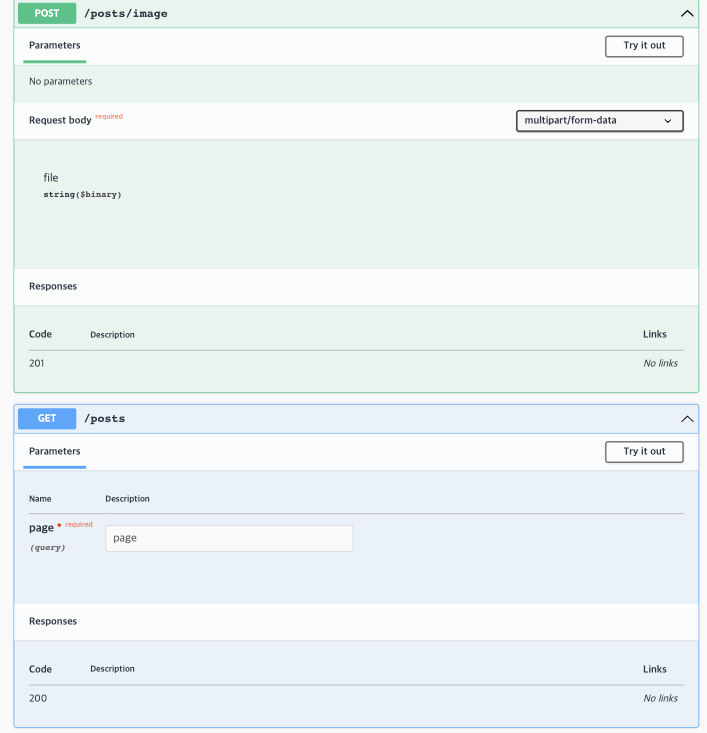 POST /posts/image
Parameters Try it out
No parameters
Request body required multipart/form-data
file
string($binary)
Responses
Code Description Links
201 No links
GET /posts
Parameters Try it out
Name Description
page * required page
(query)
Responses
Code Description Links
200 No links